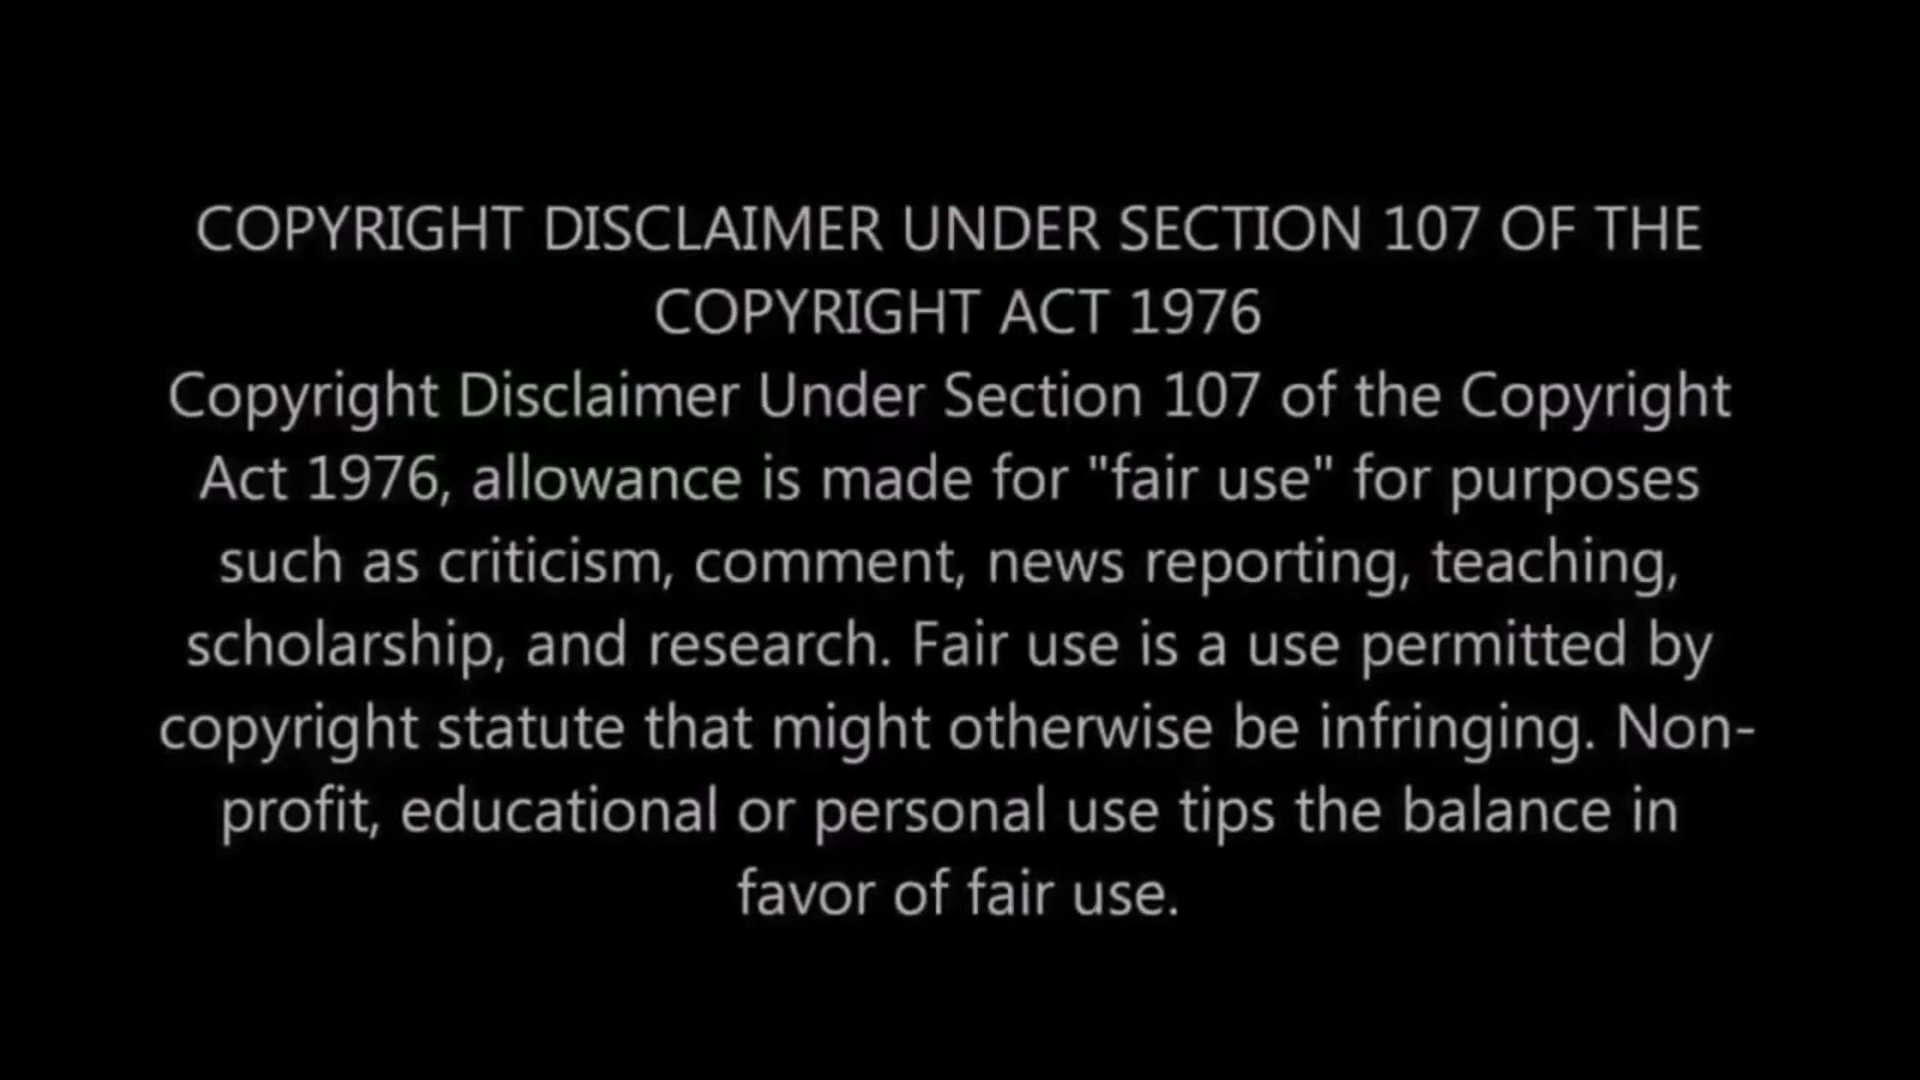 COPYRIGHT DISCLAIMER UNDER SECTION 107 OF THE
COPYRIGHT ACT 1976
Copyright Disclaimer Under Section 107 of the Copyright
Act 1976, allowance is made for "fair use" for purposes
such as criticism, comment, news reporting, teaching,
scholarship, and research. Fair use is a use permitted by
copyright statute that might otherwise be infringing. Non-
profit, educational or personal use tips the balance in
favor of fair use.